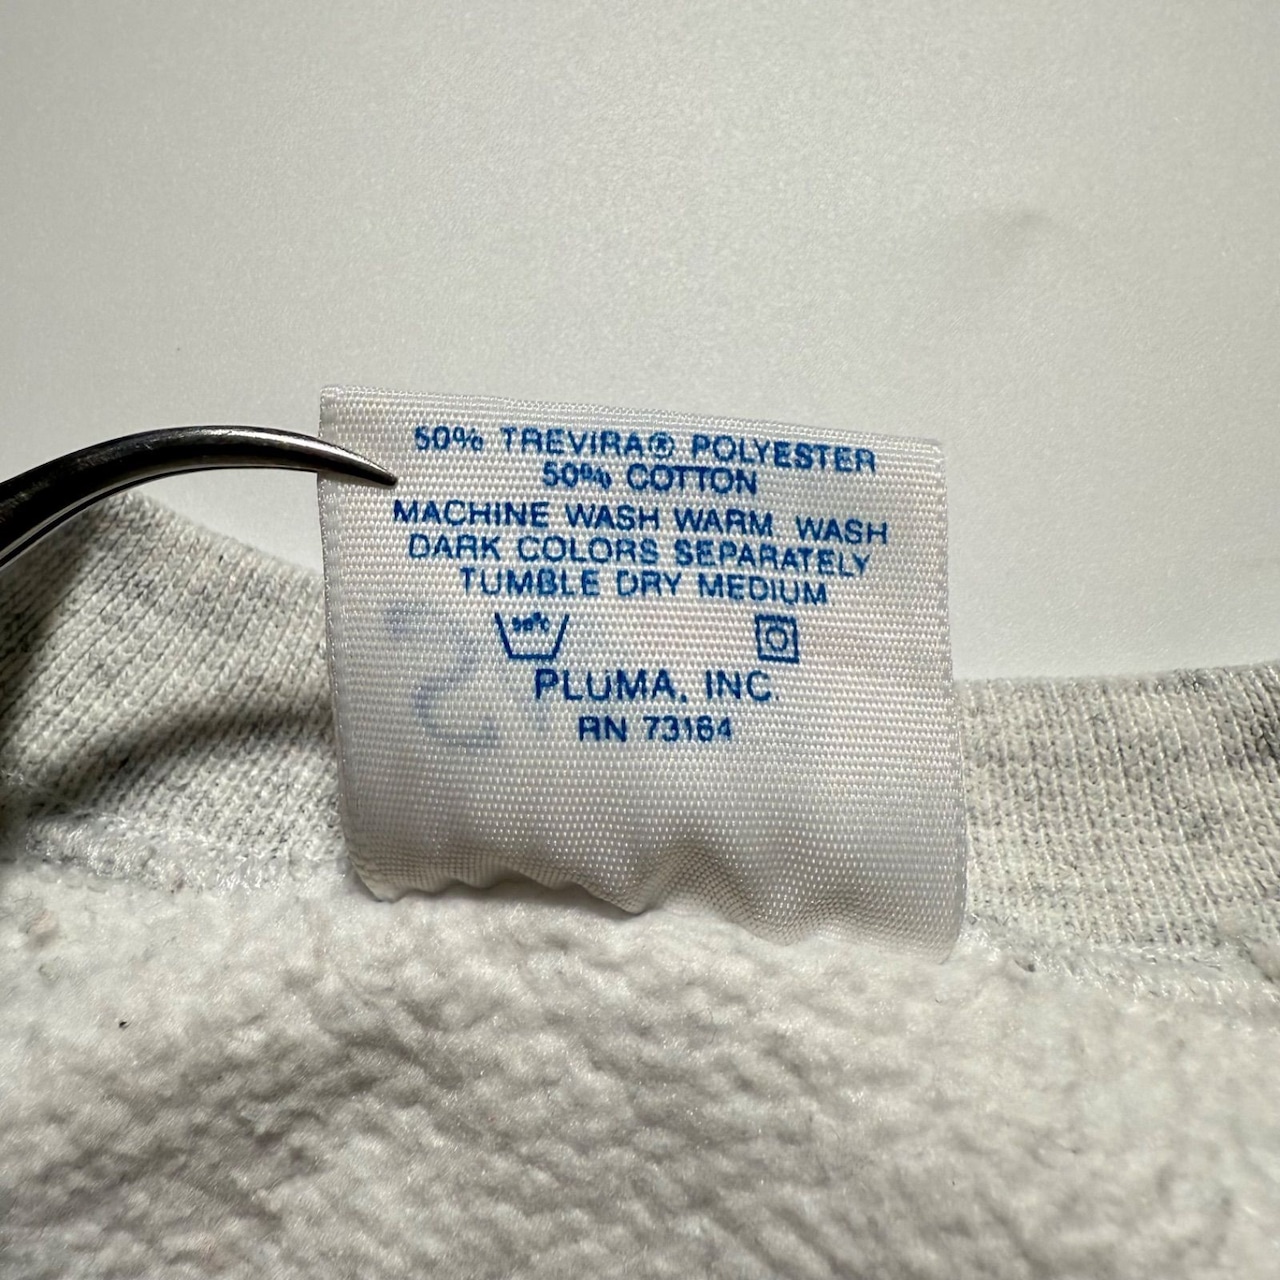 50% TREVIRA® POLYESTER
50% COTTON
MACHINE WASH WARM WASH
DARK COLORS SEPARATELY
TUMBLE DRY MEDIUM
PLUMA, INC.
RN 73164